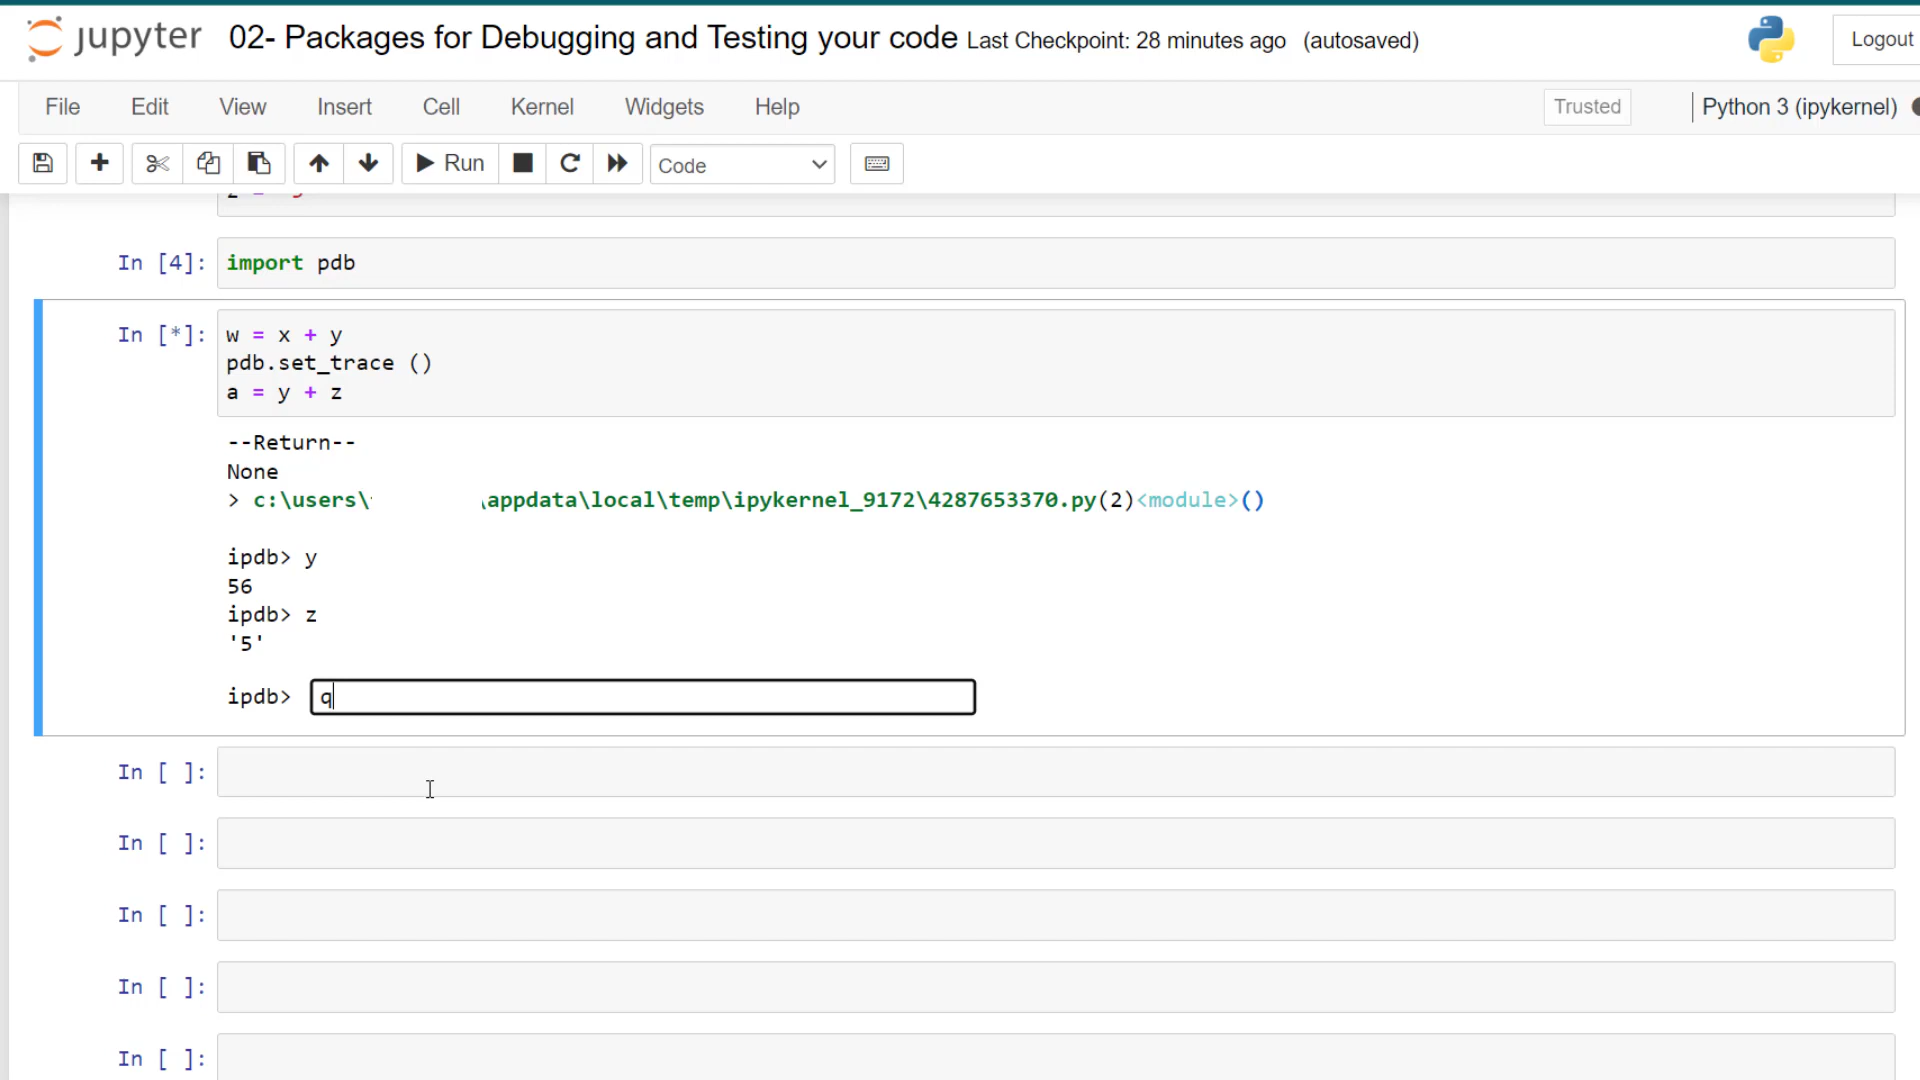 jupyter 02- Packages for Debugging and Testing your code Last Checkpoint: 28 minutes ago (autosaved) Logout
File Edit View Insert Cell Kernel Widgets Help Trusted Python 3 (ipykernel)
Run Code
In [4]: import pdb
In [*]: w = x + y
pdb.set_trace ()
a = y + z
--Return--
None
> c:\users\ \appdata\local\temp\ipykernel_9172\4287653370.py(2)<module>()
ipdb> y
56
ipdb> z
'5'
ipdb> q
In [ ]:
In [ ]:
In [ ]:
In [ ]:
In [ ]: